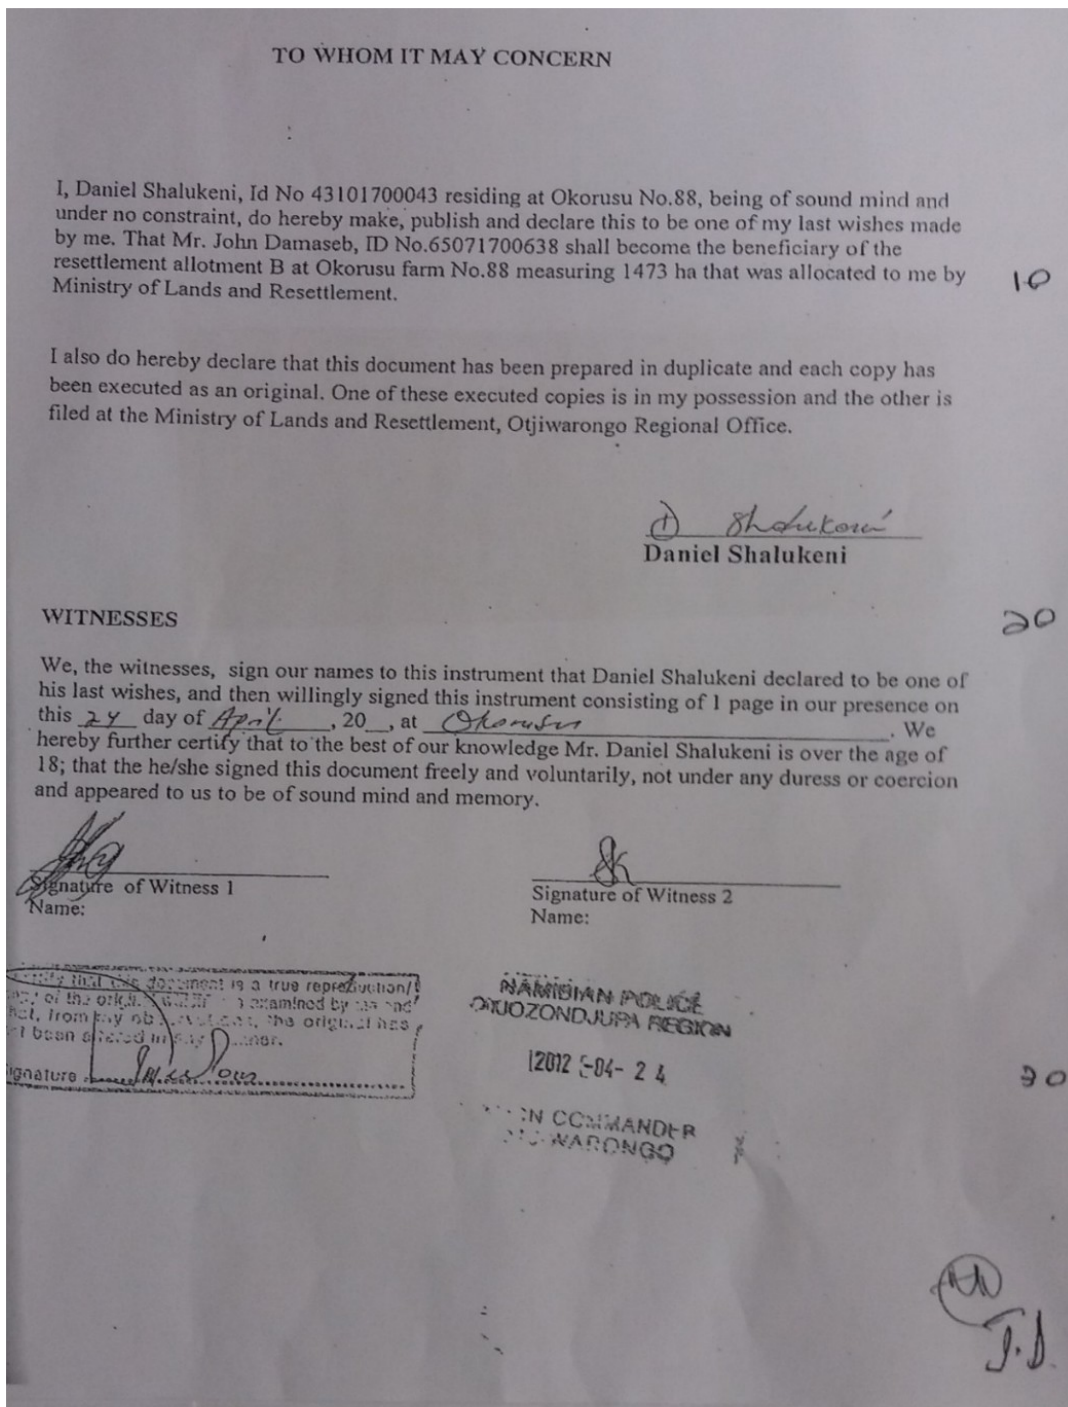 TO WHOM IT MAY CONCERN
I, Daniel Shalukeni, Id No 43101700043 residing at Okorusu No.88, being of sound mind and
under no constraint, do hereby make, publish and declare this to be one of my last wishes made
by me. That Mr. John Damaseb, ID No.65071700638 shall become the beneficiary of the
resettlement allotment B at Okorusu farm No.88 measuring 1473 ha that was allocated to me by
Ministry of Lands and Resettlement.
10
I also do hereby declare that this document has been prepared in duplicate and each copy has
been executed as an original. One of these executed copies is in my possession and the other is
filed at the Ministry of Lands and Resettlement, Otjiwarongo Regional Office.
D Shalukeni
Daniel Shalukeni
WITNESSES
20
We, the witnesses, sign our names to this instrument that Daniel Shalukeni declared to be one of
his last wishes, and then willingly signed this instrument consisting of 1 page in our presence on
this 24 day of April, 20__, at Okorusu. We
hereby further certify that to the best of our knowledge Mr. Daniel Shalukeni is over the age of
18; that the he/she signed this document freely and voluntarily, not under any duress or coercion
and appeared to us to be of sound mind and memory.
Signature of Witness 1
Name:
Signature of Witness 2
Name:
that this document is a true reproduction/
of the examined by and
from my the original has
been in
Signature
NAMIBIAN POLICE
OTJOZONDJUPA REGION
2012 -04- 24
COMMANDER
WARONGO
30
J.D.